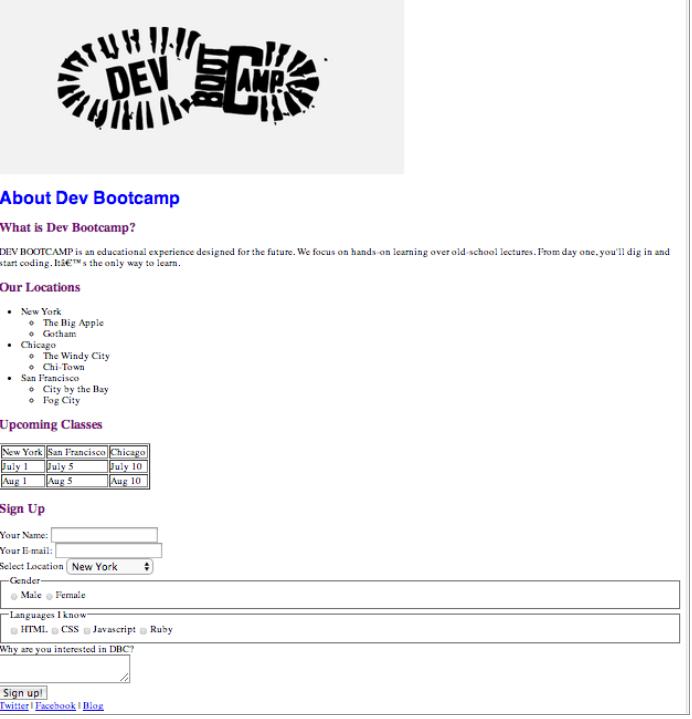 DEV BOOT CAMP
About Dev Bootcamp
What is Dev Bootcamp?
DEV BOOTCAMP is an educational experience designed for the future. We focus on hands-on learning over old-school lectures. From day one, you'll dig in and
start coding. Itâ€™s the only way to learn.
Our Locations
New York
The Big Apple
Gotham
Chicago
The Windy City
Chi-Town
San Francisco
City by the Bay
Fog City
Upcoming Classes
New York San Francisco Chicago
July 1 July 5 July 10
Aug 1 Aug 5 Aug 10
Sign Up
Your Name:
Your E-mail:
Select Location New York
Gender
Male Female
Languages I know
HTML CSS Javascript Ruby
Why are you interested in DBC?
Sign up!
Twitter | Facebook | Blog